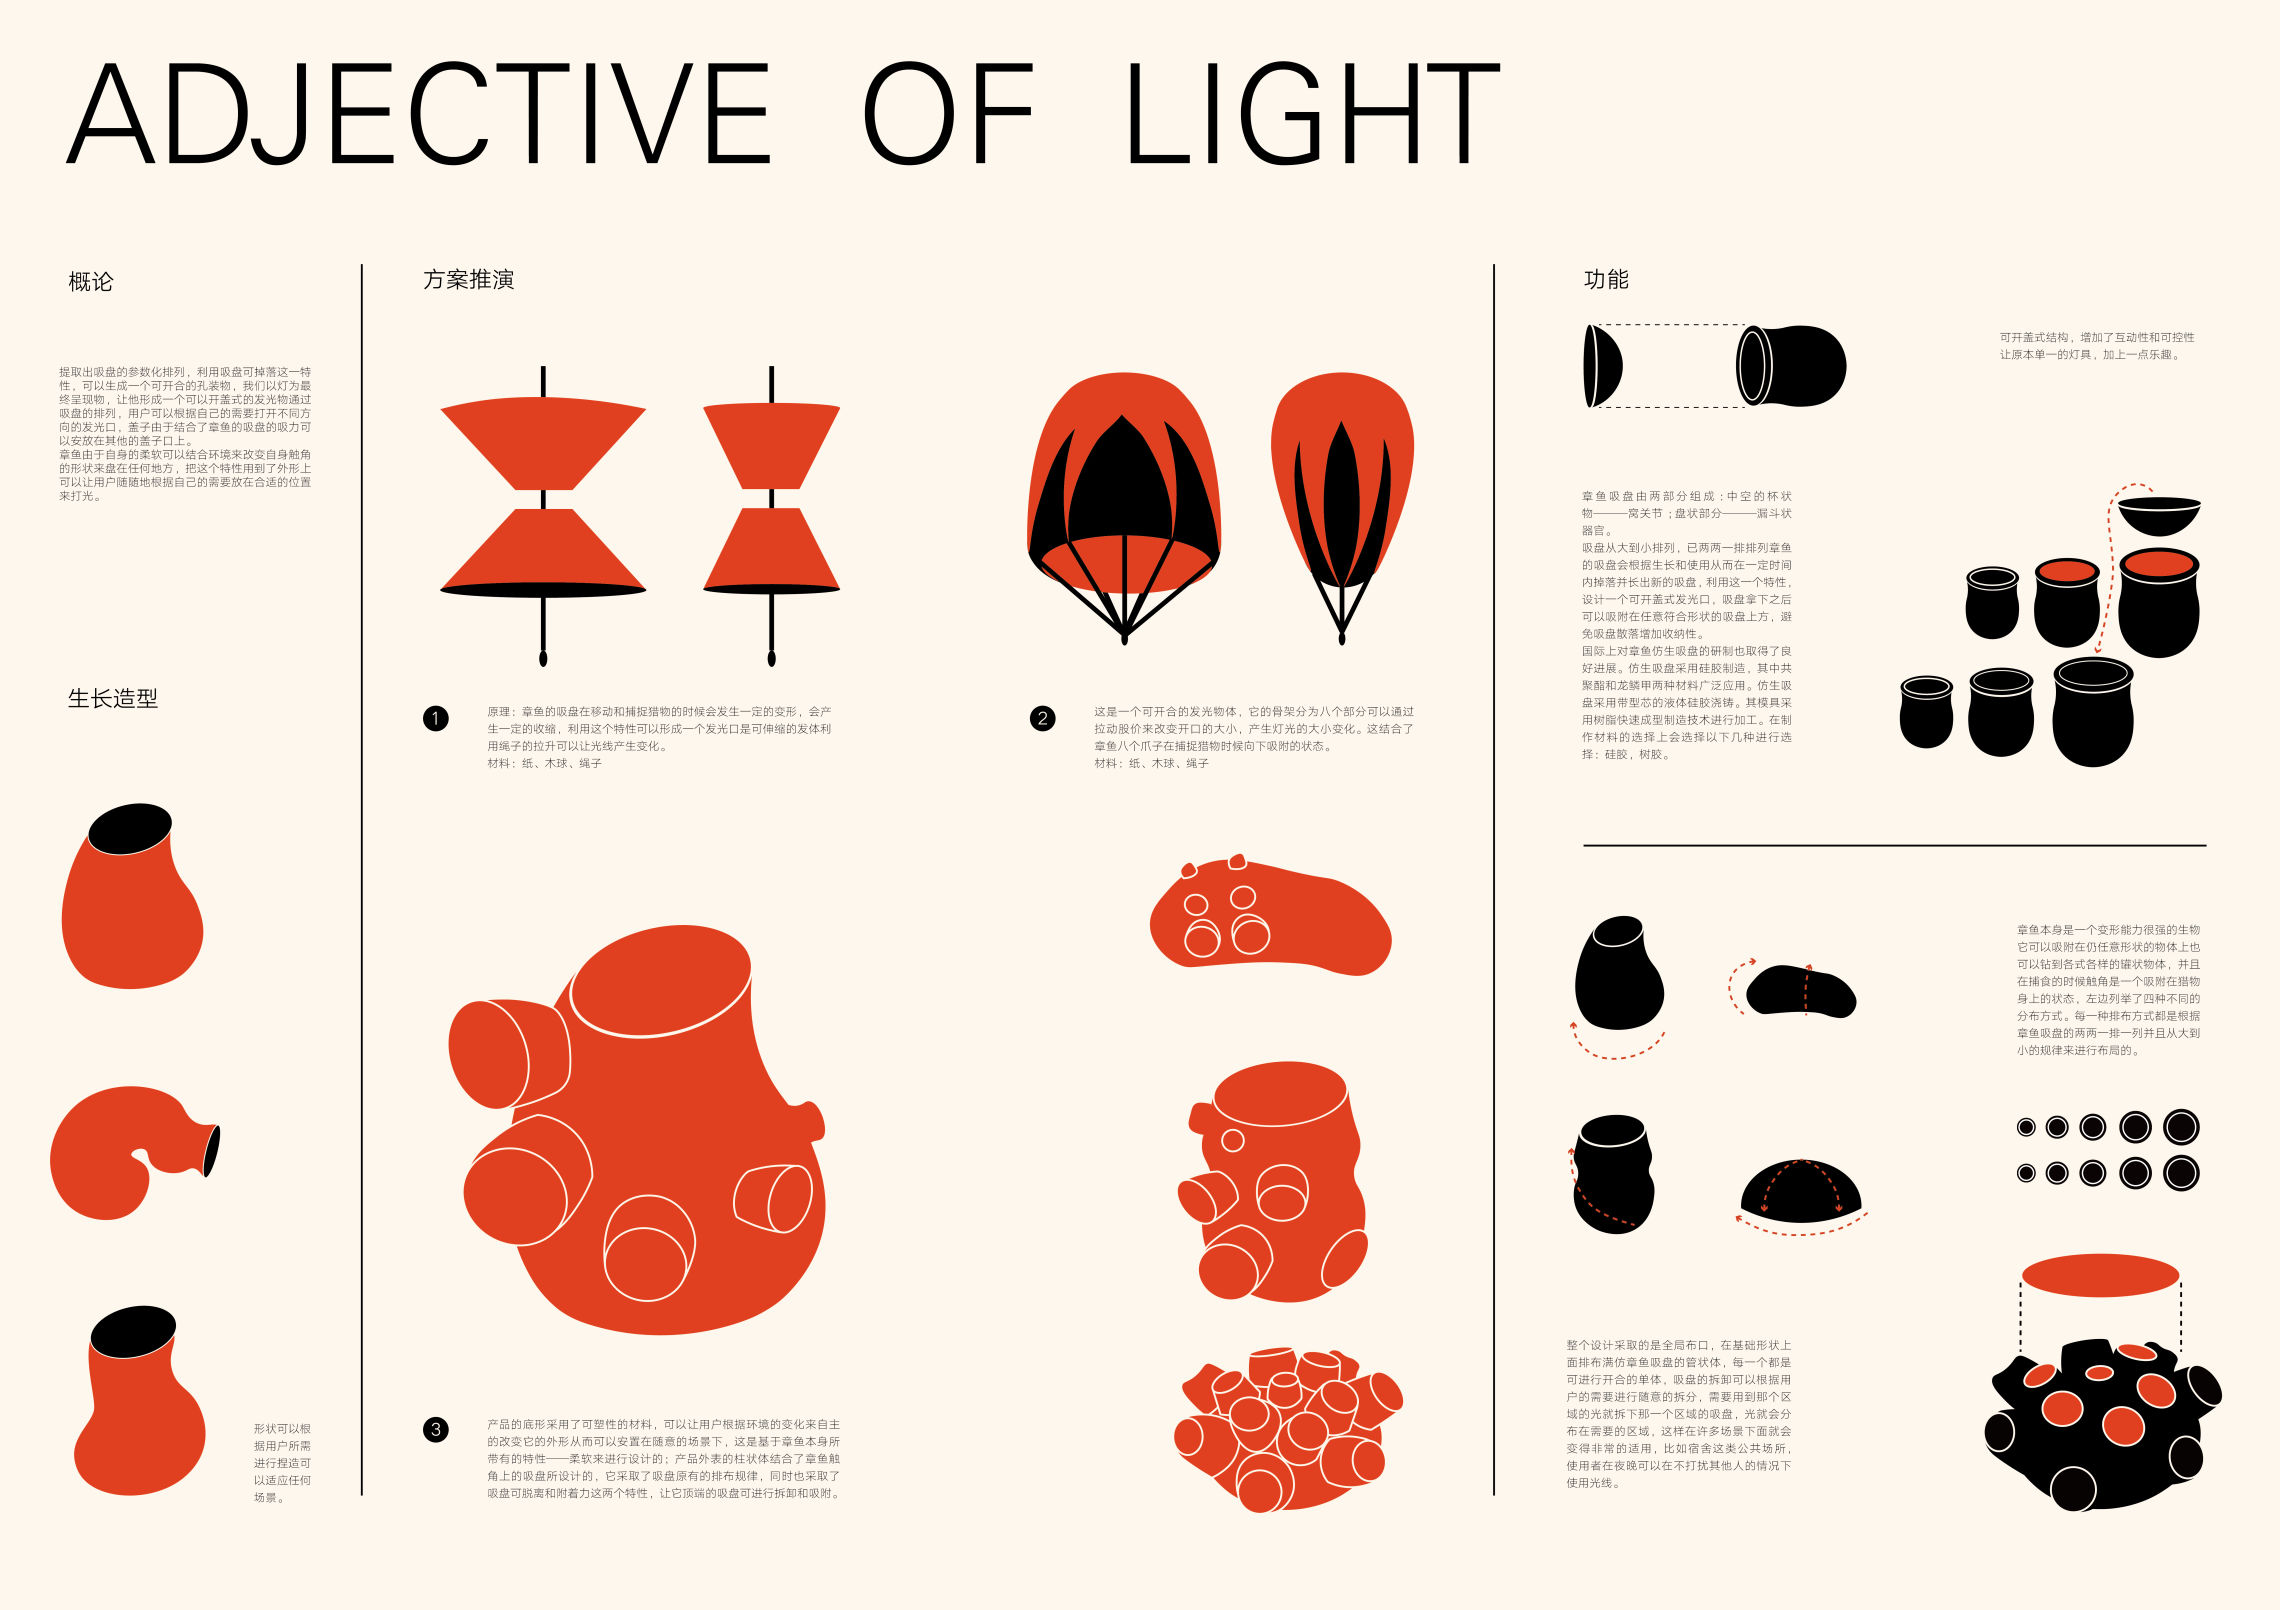 ADJECTIVE OF LIGHT
概论
提取出吸盘的参数化排列，利用吸盘可掉落这一特
性，可以生成一个可开合的孔装物，我们以灯为最
终呈现物，让他形成一个可以开盖式的发光物通过
吸盘的排列，用户可以根据自己的需要打开不同方
向的发光口，盖子由于结合了章鱼的吸盘的吸力可
以安放在其他的盖子口上。
章鱼由于自身的柔软可以结合环境来改变自身触角
的形状来盘在任何地方，把这个特性用到了外形上
可以让用户随随地根据自己的需要放在合适的位置
来打光。
生长造型
形状可以根
据用户所需
进行捏造可
以适应任何
场景。
方案推演
1
原理：章鱼的吸盘在移动和捕捉猎物的时候会发生一定的变形，会产
生一定的收缩，利用这个特性可以形成一个发光口是可伸缩的发体利
用绳子的拉升可以让光线产生变化。
材料：纸、木球、绳子
2
这是一个可开合的发光物体，它的骨架分为八个部分可以通过
拉动股价来改变开口的大小，产生灯光的大小变化。这结合了
章鱼八个爪子在捕捉猎物时候向下吸附的状态。
材料：纸、木球、绳子
3
产品的底形采用了可塑性的材料，可以让用户根据环境的变化来自主
的改变它的外形从而可以安置在随意的场景下，这是基于章鱼本身所
带有的特性——柔软来进行设计的；产品外表的柱状体结合了章鱼触
角上的吸盘所设计的，它采取了吸盘原有的排布规律，同时也采取了
吸盘可脱离和附着力这两个特性，让它顶端的吸盘可进行拆卸和吸附。
功能
可开盖式结构，增加了互动性和可控性
让原本单一的灯具，加上一点乐趣。
章鱼吸盘由两部分组成：中空的杯状
物———窝关节；盘状部分———漏斗状
器官。
吸盘从大到小排列，已两两一排排列章鱼
的吸盘会根据生长和使用从而在一定时间
内掉落并长出新的吸盘，利用这一个特性，
设计一个可开盖式发光口，吸盘拿下之后
可以吸附在任意符合形状的吸盘上方，避
免吸盘散落增加收纳性。
国际上对章鱼仿生吸盘的研制也取得了良
好进展。仿生吸盘采用硅胶制造，其中共
聚酯和龙鳞甲两种材料广泛应用。仿生吸
盘采用带型芯的液体硅胶浇铸。其模具采
用树脂快速成型制造技术进行加工。在制
作材料的选择上会选择以下几种进行选
择：硅胶，树胶。
章鱼本身是一个变形能力很强的生物
它可以吸附在仍任意形状的物体上也
可以钻到各式各样的罐状物体，并且
在捕食的时候触角是一个吸附在猎物
身上的状态，左边列举了四种不同的
分布方式。每一种排布方式都是根据
章鱼吸盘的两两一排一列并且从大到
小的规律来进行布局的。
整个设计采取的是全局布口，在基础形状上
面排布满仿章鱼吸盘的管状体，每一个都是
可进行开合的单体，吸盘的拆卸可以根据用
户的需要进行随意的拆分，需要用到那个区
域的光就拆下那一个区域的吸盘，光就会分
布在需要的区域，这样在许多场景下面就会
变得非常的适用，比如宿舍这类公共场所，
使用者在夜晚可以在不打扰其他人的情况下
使用光线。